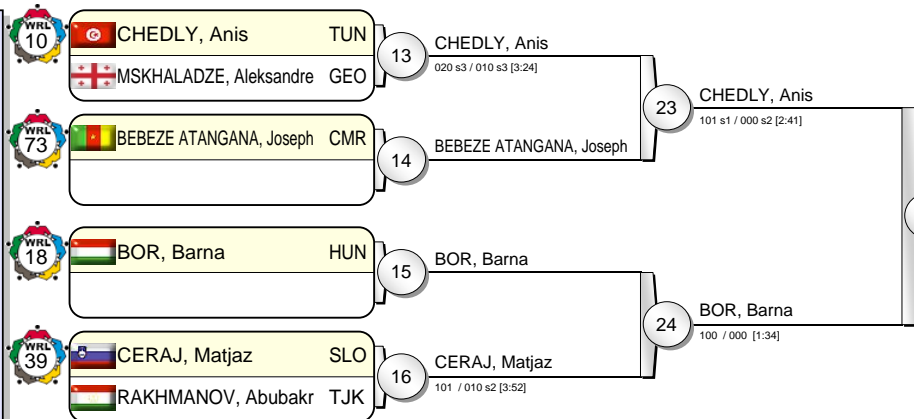 WRL
10
CHEDLY, Anis TUN
MSKHALADZE, Aleksandre GEO
13
CHEDLY, Anis
020 s3 / 010 s3 [3:24]
WRL
73
BEBEZE ATANGANA, Joseph CMR
14
BEBEZE ATANGANA, Joseph
23
CHEDLY, Anis
101 s1 / 000 s2 [2:41]
WRL
18
BOR, Barna HUN
15
BOR, Barna
WRL
39
CERAJ, Matjaz SLO
RAKHMANOV, Abubakr TJK
16
CERAJ, Matjaz
101 / 010 s2 [3:52]
24
BOR, Barna
100 / 000 [1:34]